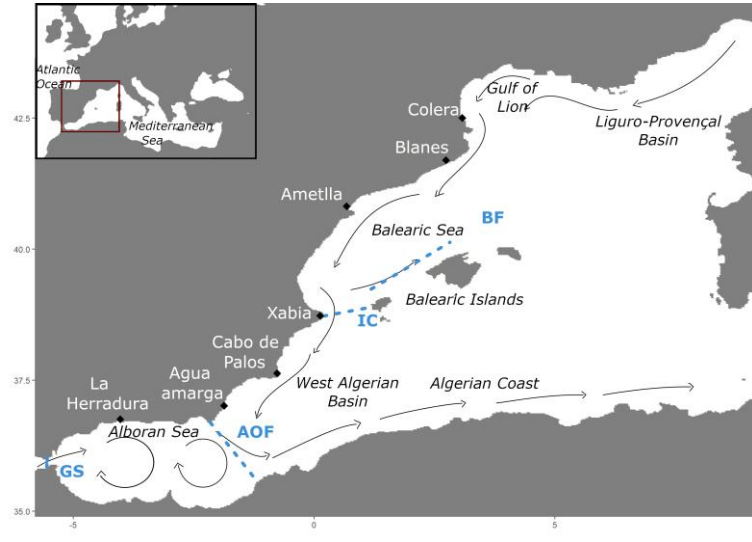 Atlantic
Ocean
Mediterranean
Sea
Gulf of
Lion
Colera
Liguro-Provençal
Basin
42.5
Blanes
Ametlla
BF
Balearic Sea
40.0
Balearic Islands
Xabia
IC
Cabo de
Palos
37.5
Agua
amarga
West Algerian
Basin
Algerian Coast
La
Herradura
Alboran Sea
AOF
GS
35.0
-5
0
5